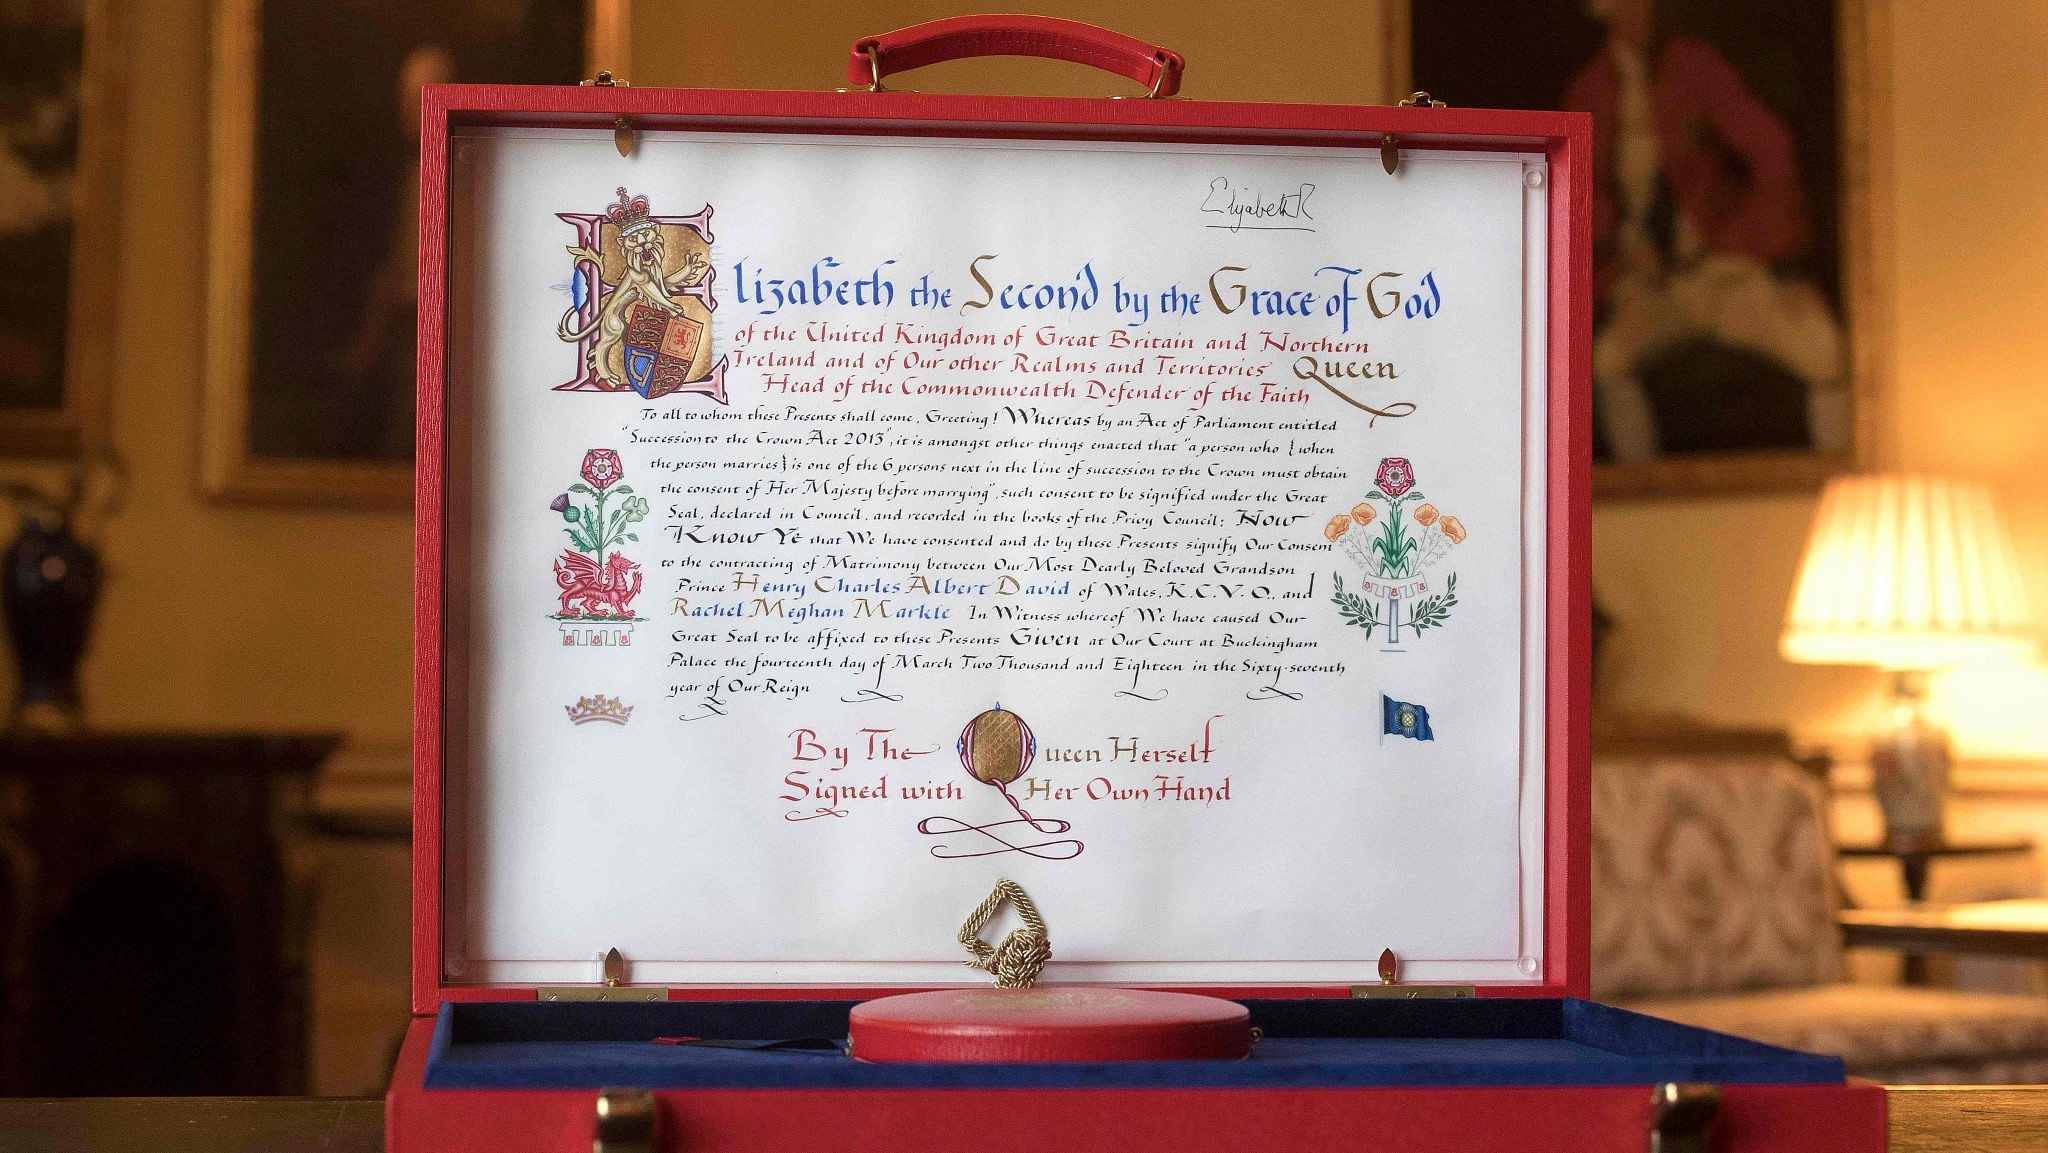 Elizabeth R
Elizabeth the Second by the Grace of God
of the United Kingdom of Great Britain and Northern
Ireland and of Our other Realms and Territories Queen
Head of the Commonwealth Defender of the Faith
To all to whom these Presents shall come, Greeting! Whereas by an Act of Parliament entitled
"Succession to the Crown Act 2013", it is amongst other things enacted that "a person who {when
the person marries} is one of the 6 persons next in the line of succession to the Crown must obtain
the consent of Her Majesty before marrying", such consent to be signified under the Great
Seal, declared in Council, and recorded in the books of the Privy Council; Now
Know Ye that We have consented and do by these Presents signify Our Consent
to the contracting of Matrimony between Our Most Dearly Beloved Grandson
Prince Henry Charles Albert David of Wales, K.C.V.O., and
Rachel Meghan Markle In Witness whereof We have caused Our
Great Seal to be affixed to these Presents Given at Our Court at Buckingham
Palace the fourteenth day of March Two Thousand and Eighteen in the Sixty-seventh
year of Our Reign
By The Queen Herself
Signed with Her Own Hand